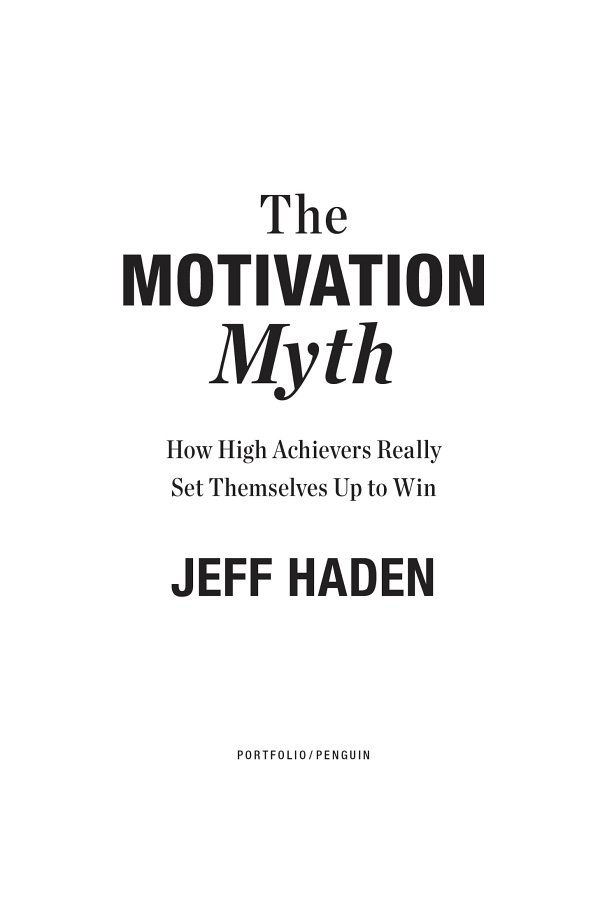 The
MOTIVATION
Myth
How High Achievers Really
Set Themselves Up to Win
JEFF HADEN
PORTFOLIO/PENGUIN